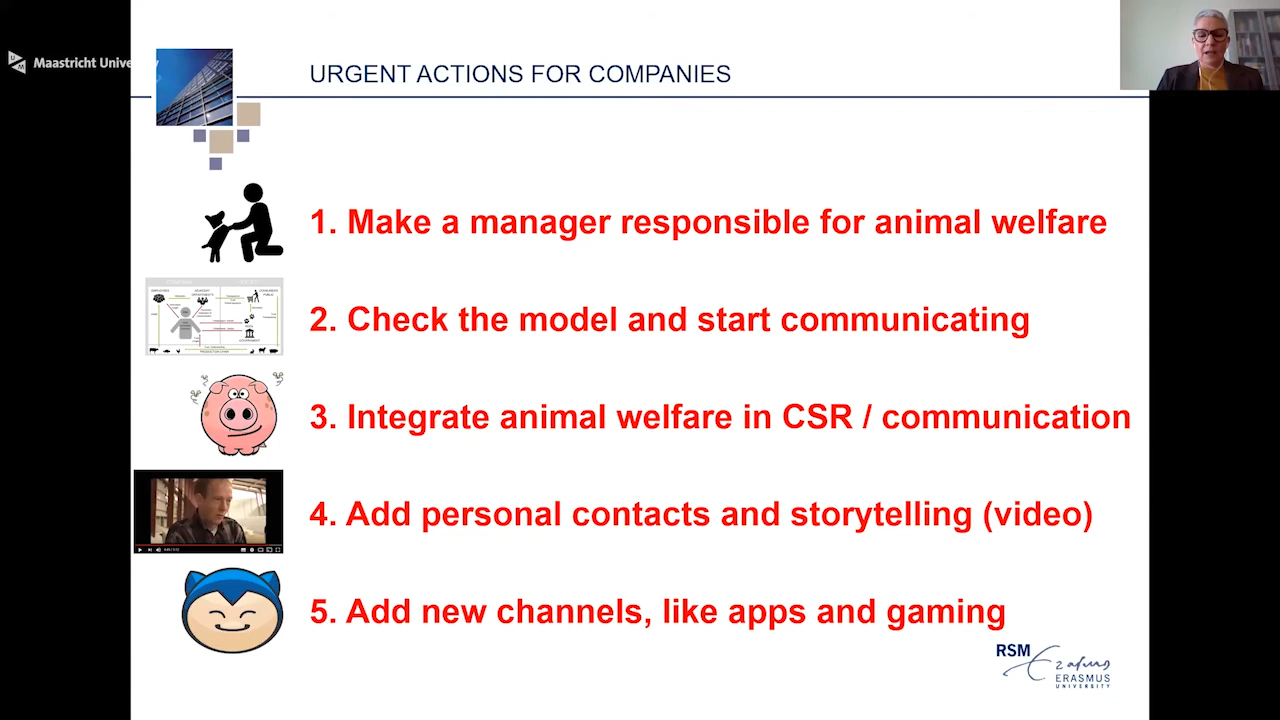 Maastricht Unive
y
URGENT ACTIONS FOR COMPANIES
1. Make a manager responsible for animal welfare
2. Check the model and start communicating
3. Integrate animal welfare in CSR / communication
4. Add personal contacts and storytelling (video)
5. Add new channels, like apps and gaming
RSM
Erasmus
ERASMUS
UNIVERSITY